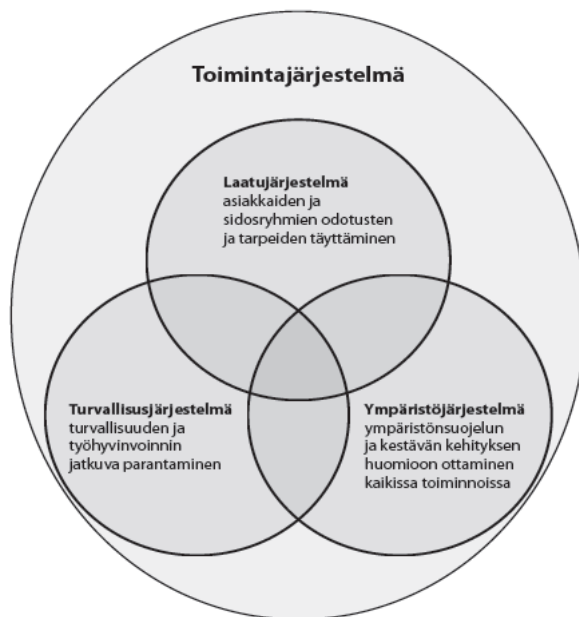 Toimintajärjestelmä
Laatujärjestelmä
asiakkaiden ja
sidosryhmien odotusten
ja tarpeiden täyttäminen
Turvallisusjärjestelmä
turvallisuuden ja
työhyvinvoinnin
jatkuva parantaminen
Ympäristöjärjestelmä
ympäristönsuojelun
ja kestävän kehityksen
huomioon ottaminen
kaikissa toiminnoissa